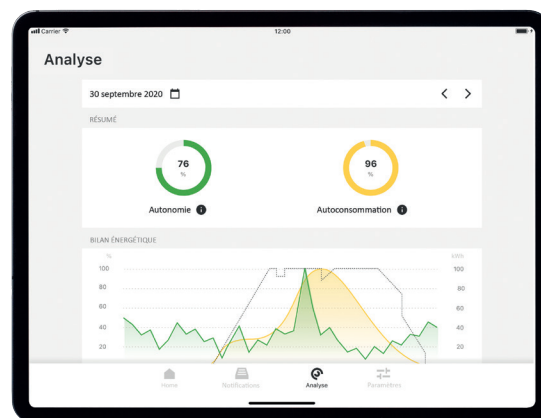 Carrier 12:00
Analyse
30 septembre 2020
RÉSUMÉ
76 96
% %
Autonomie Autoconsommation
BILAN ÉNERGÉTIQUE
% kWh
100 100
80 80
60 60
40 40
20 20
Home Notifications Analyse Paramètres